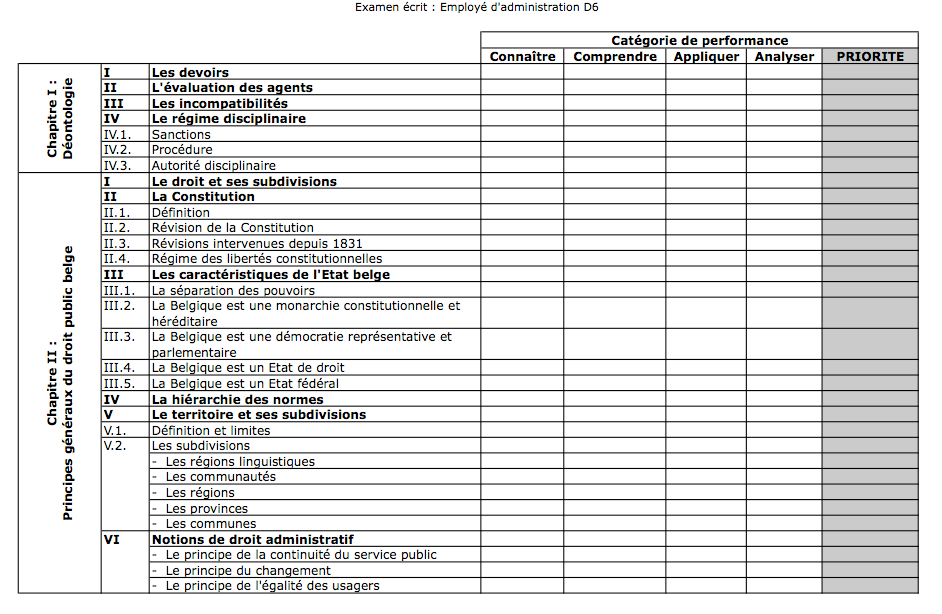 Examen écrit : Employé d'administration D6
Catégorie de performance
Connaître Comprendre Appliquer Analyser PRIORITE
Chapitre I :
Déontologie
I Les devoirs
II L'évaluation des agents
III Les incompatibilités
IV Le régime disciplinaire
IV.1. Sanctions
IV.2. Procédure
IV.3. Autorité disciplinaire
Chapitre II :
Principes généraux du droit public belge
I Le droit et ses subdivisions
II La Constitution
II.1. Définition
II.2. Révision de la Constitution
II.3. Révisions intervenues depuis 1831
II.4. Régime des libertés constitutionnelles
III Les caractéristiques de l'Etat belge
III.1. La séparation des pouvoirs
III.2. La Belgique est une monarchie constitutionnelle et
héréditaire
III.3. La Belgique est une démocratie représentative et
parlementaire
III.4. La Belgique est un Etat de droit
III.5. La Belgique est un Etat fédéral
IV La hiérarchie des normes
V Le territoire et ses subdivisions
V.1. Définition et limites
V.2. Les subdivisions
- Les régions linguistiques
- Les communautés
- Les régions
- Les provinces
- Les communes
VI Notions de droit administratif
- Le principe de la continuité du service public
- Le principe du changement
- Le principe de l'égalité des usagers